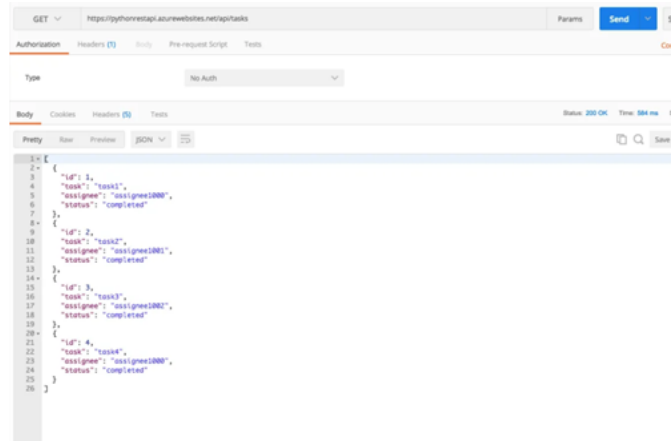 GET https://pythonrestapi.azurewebsites.net/api/tasks Params Send
Authorization Headers (1) Body Pre-request Script Tests
Type No Auth
Body Cookies Headers (5) Tests Status: 200 OK Time: 584 ms
Pretty Raw Preview JSON Save
1 [
2 {
3 "id": 1,
4 "task": "task1",
5 "assignee": "assignee1000",
6 "status": "completed"
7 },
8 {
9 "id": 2,
10 "task": "task2",
11 "assignee": "assignee1001",
12 "status": "completed"
13 },
14 {
15 "id": 3,
16 "task": "task3",
17 "assignee": "assignee1002",
18 "status": "completed"
19 },
20 {
21 "id": 4,
22 "task": "task4",
23 "assignee": "assignee1000",
24 "status": "completed"
25 }
26 ]